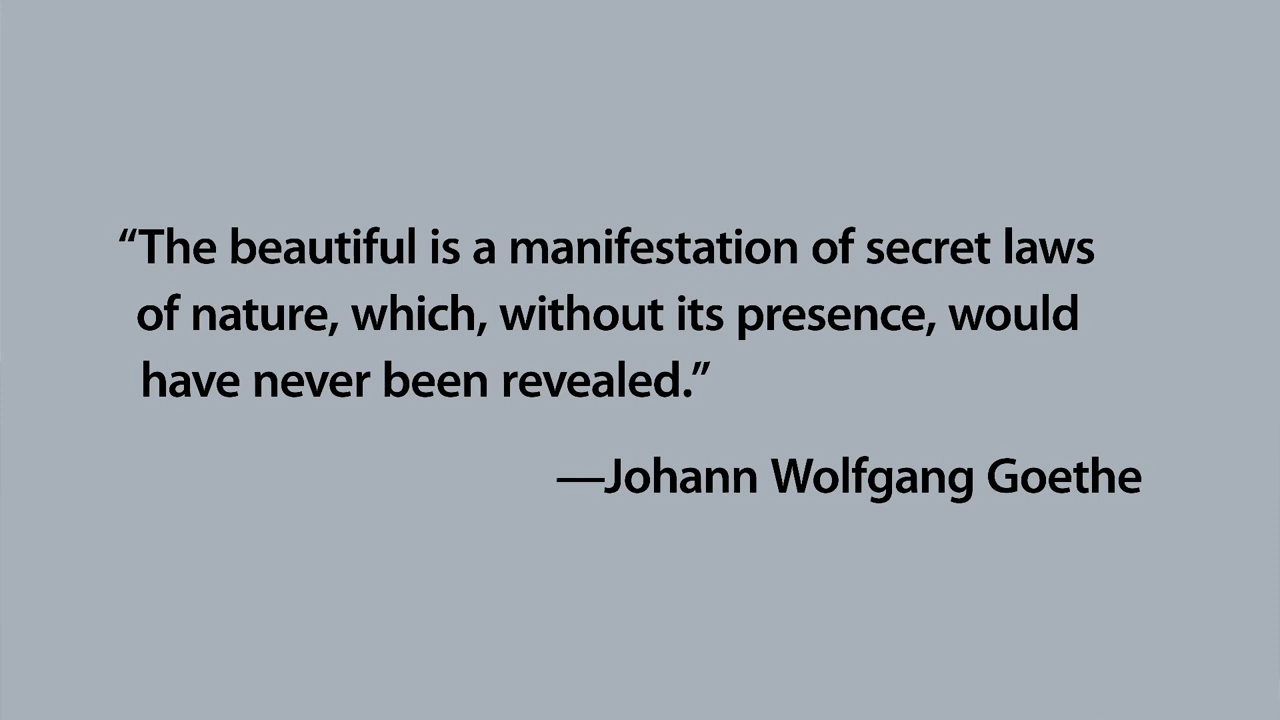 “The beautiful is a manifestation of secret laws
of nature, which, without its presence, would
have never been revealed.”
—Johann Wolfgang Goethe